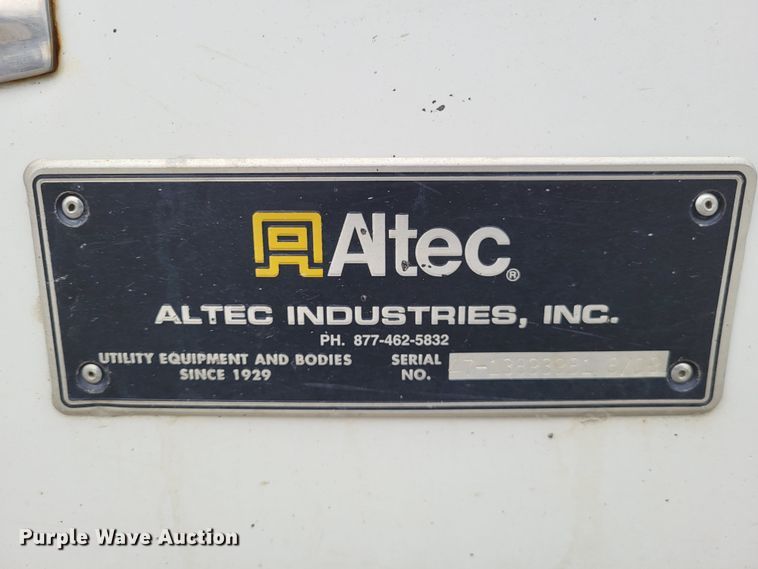 Altec®
ALTEC INDUSTRIES, INC.
PH. 877-462-5832
UTILITY EQUIPMENT AND BODIES
SINCE 1929
SERIAL
NO.
Purple Wave Auction